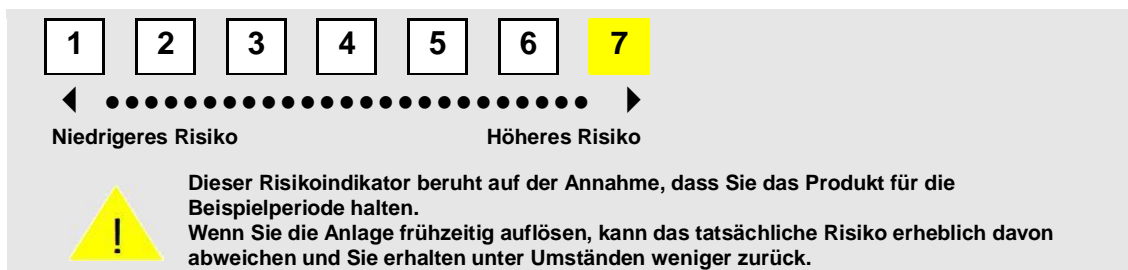 1 2 3 4 5 6 7
Niedrigeres Risiko Höheres Risiko
Dieser Risikoindikator beruht auf der Annahme, dass Sie das Produkt für die
Beispielperiode halten.
!
Wenn Sie die Anlage frühzeitig auflösen, kann das tatsächliche Risiko erheblich davon
abweichen und Sie erhalten unter Umständen weniger zurück.